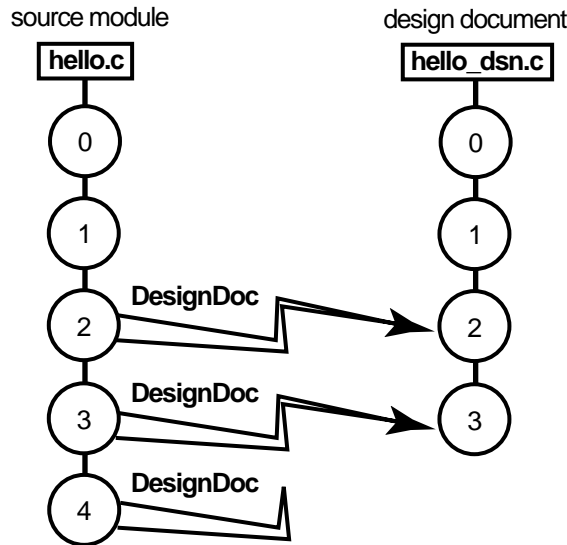 source module
design document
hello.c
hello_dsn.c
0
0
1
1
DesignDoc
2
2
DesignDoc
3
3
DesignDoc
4